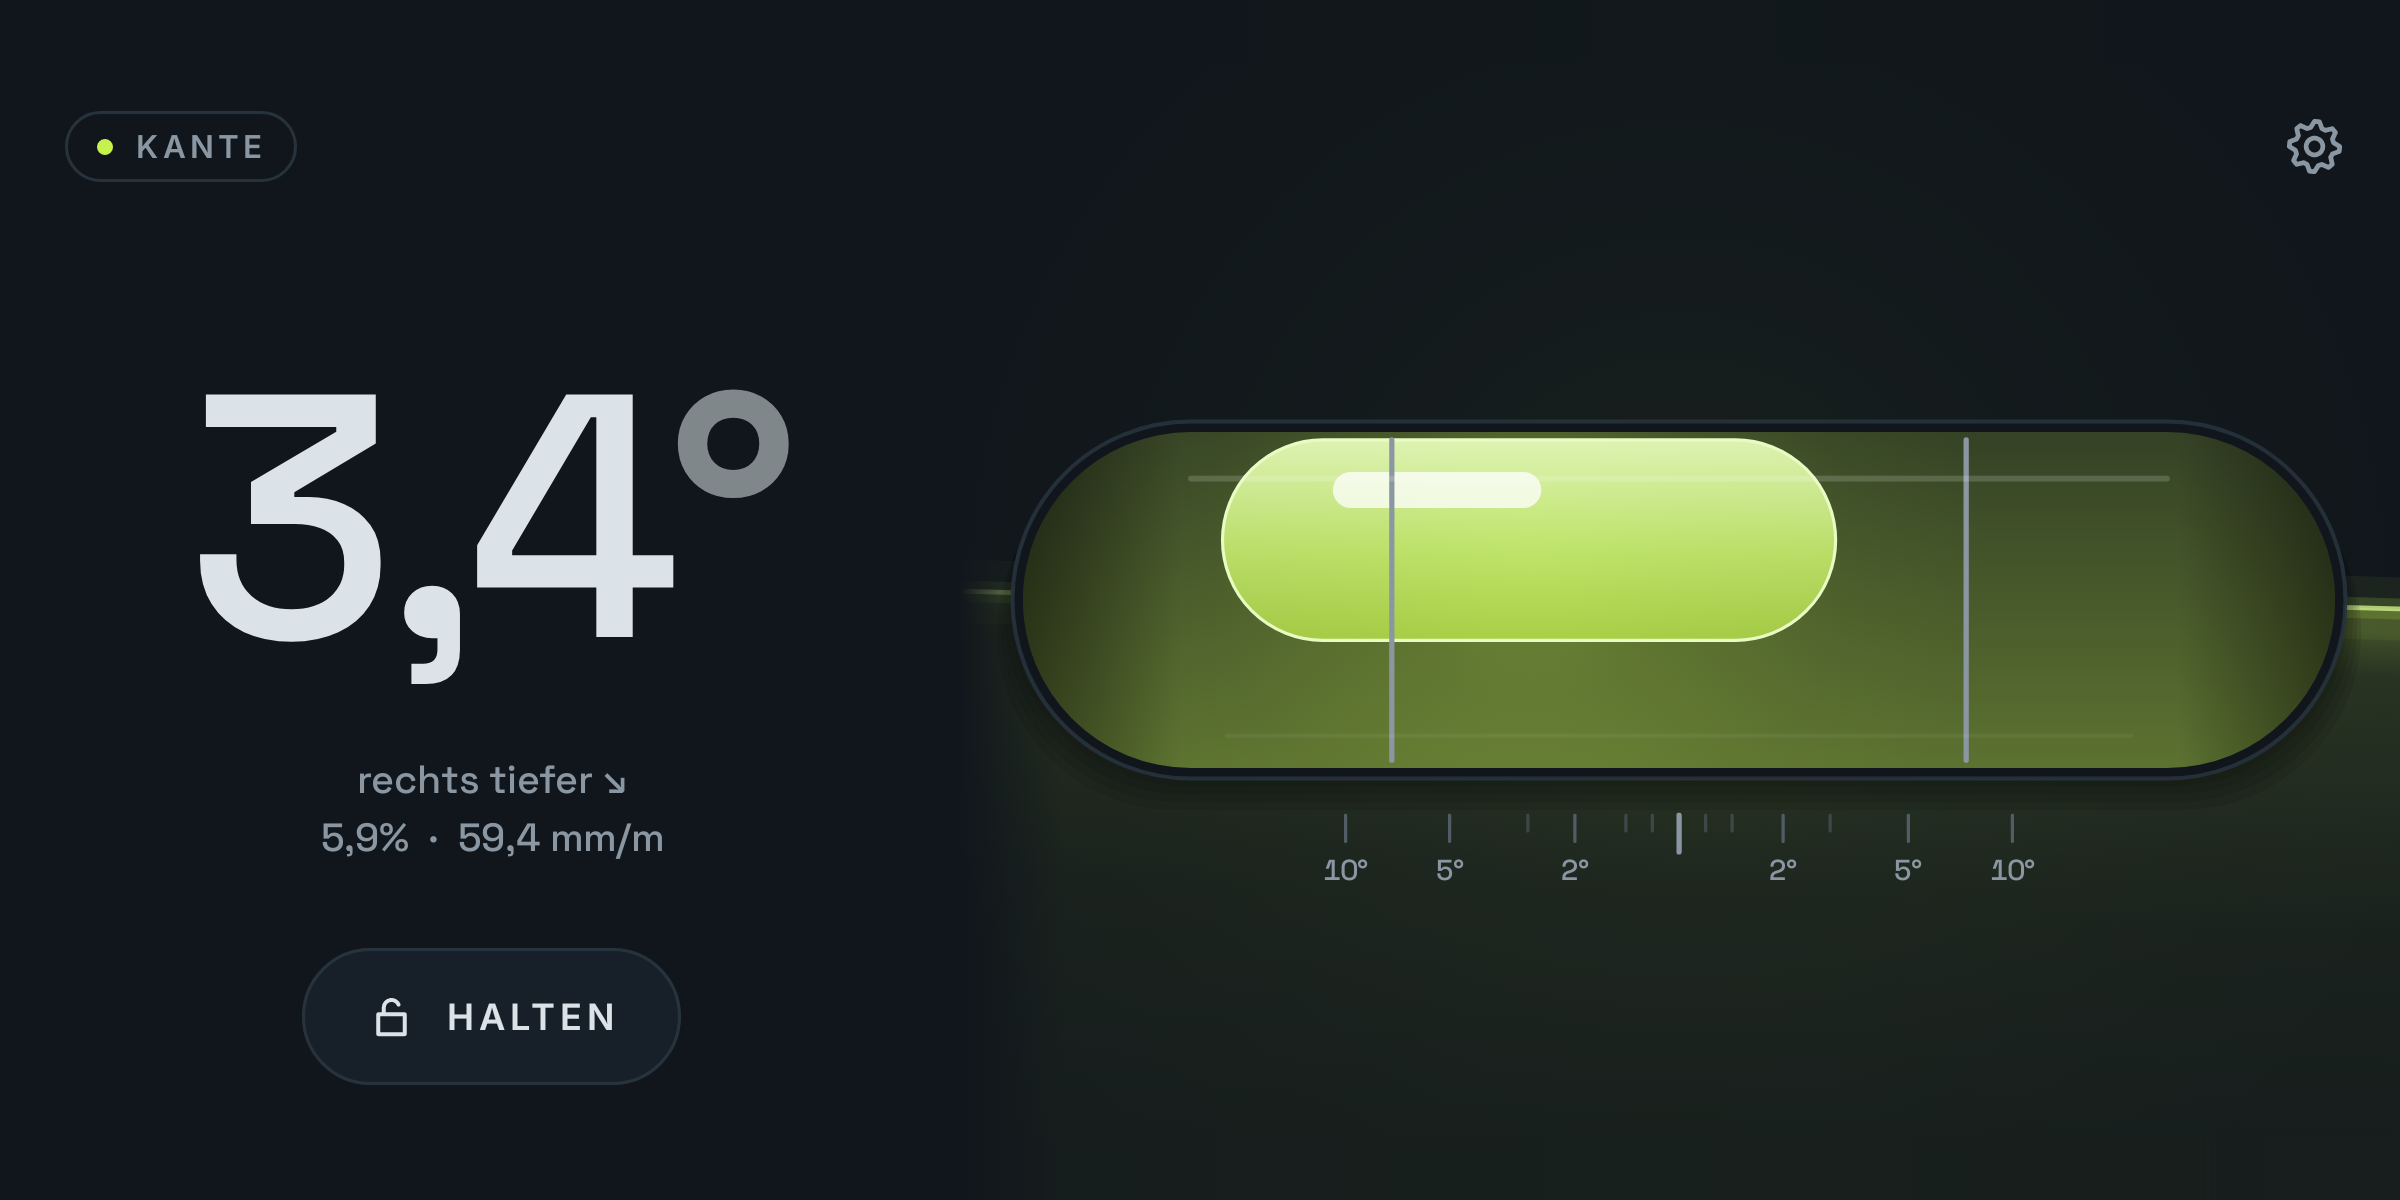 KANTE
3,4°
rechts tiefer ↘
5,9% · 59,4 mm/m
HALTEN
10° 5° 2° 2° 5° 10°